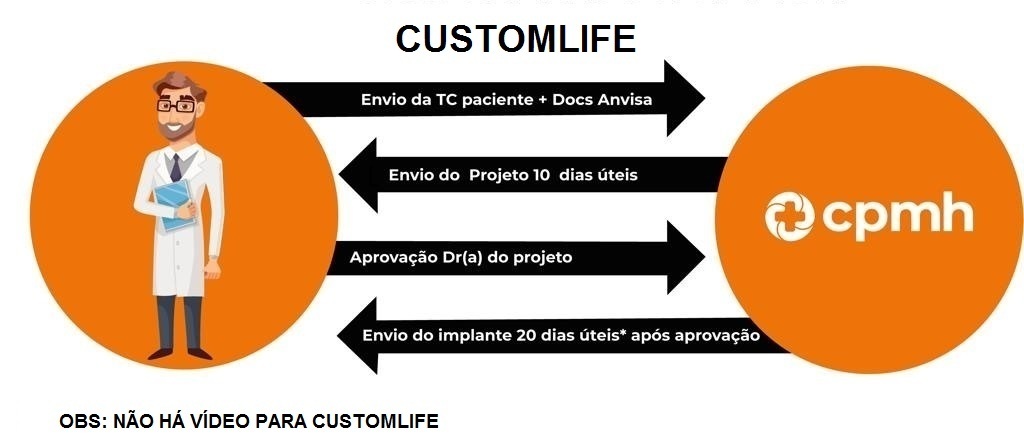 CUSTOMLIFE
Envio da TC paciente + Docs Anvisa
Envio do Projeto 10 dias úteis
cpmh
Aprovação Dr(a) do projeto
Envio do implante 20 dias úteis* após aprovação
OBS: NÃO HÁ VÍDEO PARA CUSTOMLIFE